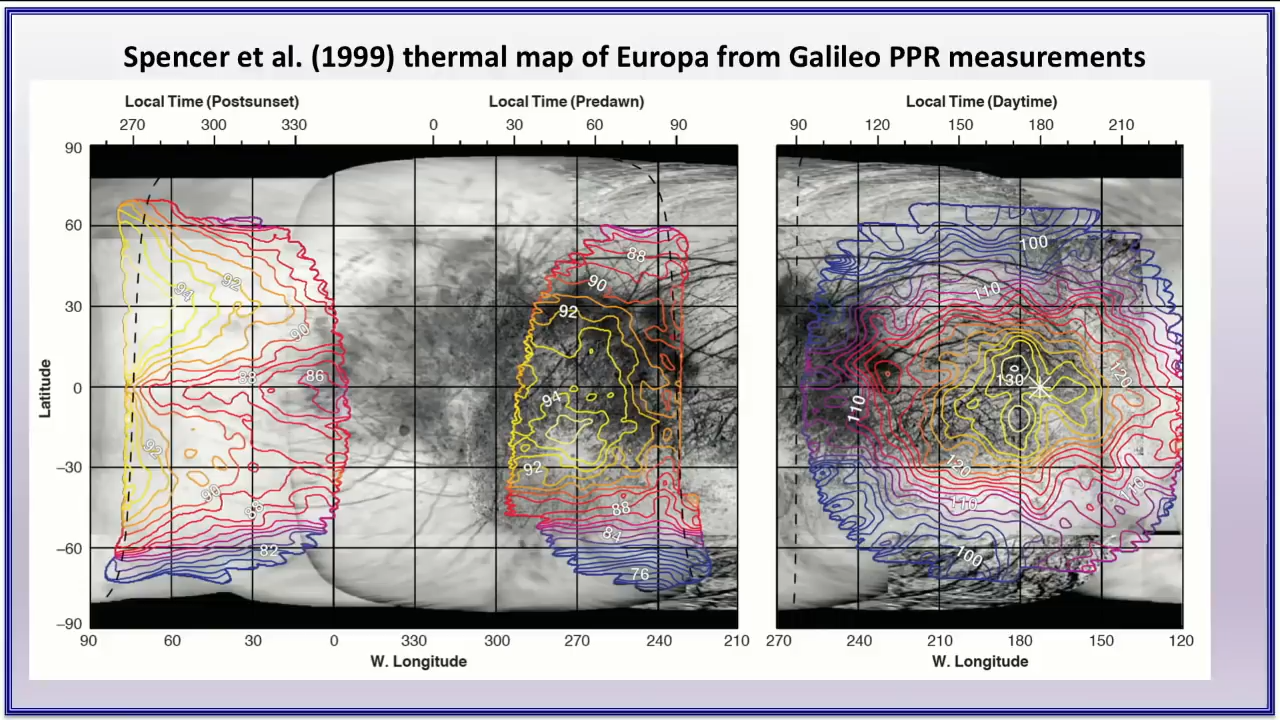 Spencer et al. (1999) thermal map of Europa from Galileo PPR measurements
Local Time (Postsunset) Local Time (Predawn) Local Time (Daytime)
270 300 330 0 30 60 90 90 120 150 180 210
90
60
30
0
−30
−60
−90
Latitude
94 92 90 88 86 92 90 88 82
88 90 92 94 92 88 84 76
100 110 130 120 110 120 110 110 100
90 60 30 0 330 300 270 240 210 270 240 210 180 150 120
W. Longitude W. Longitude